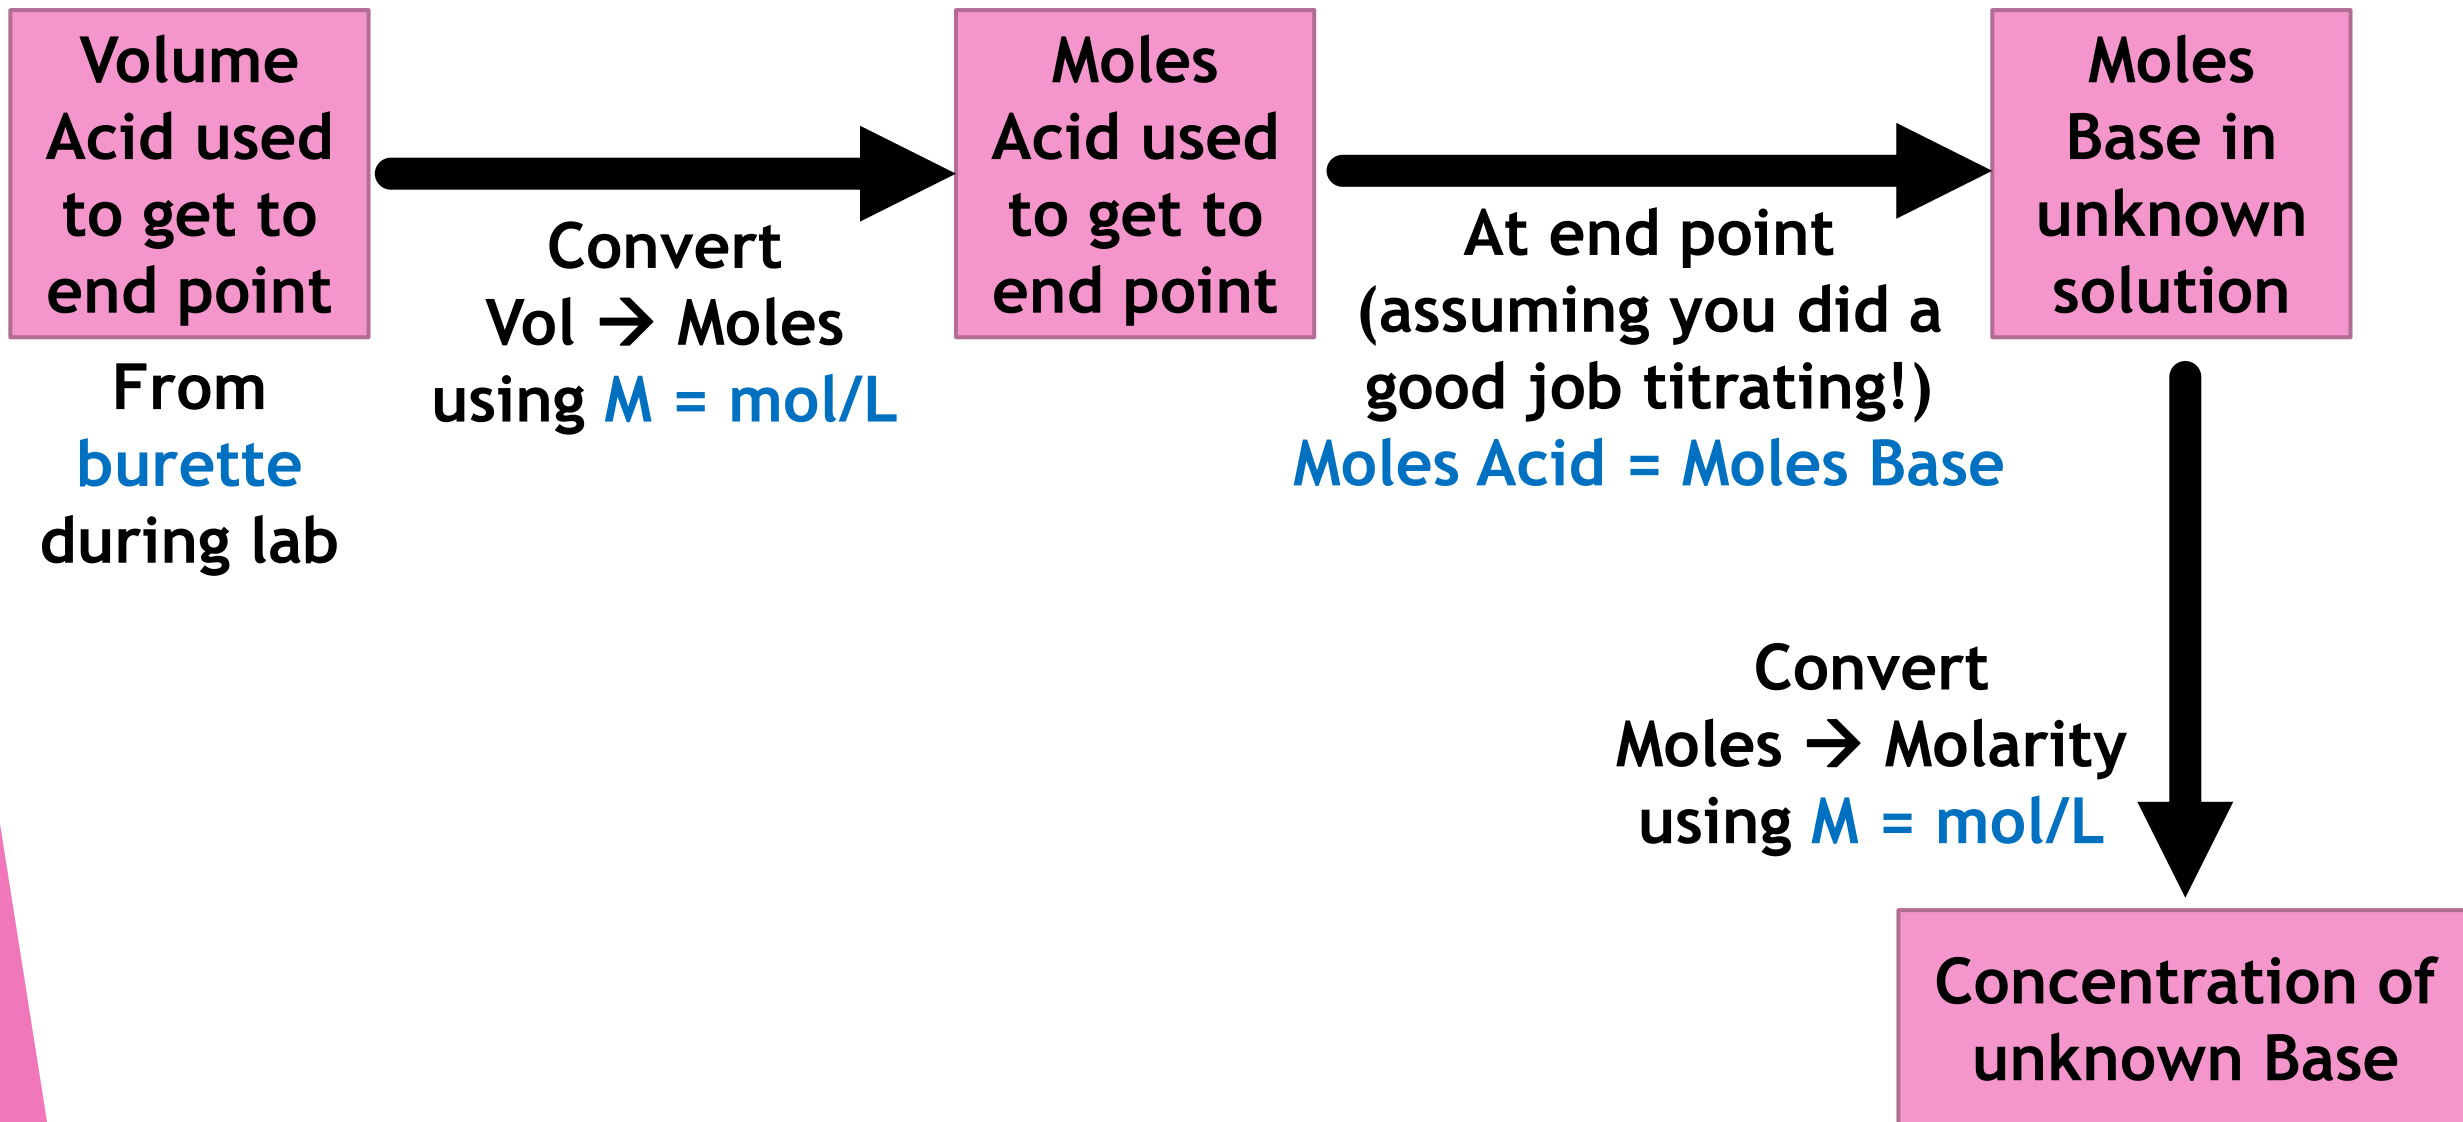 Volume
Acid used
to get to
end point
From
burette
during lab
Convert
Vol → Moles
using M = mol/L
Moles
Acid used
to get to
end point
At end point
(assuming you did a
good job titrating!)
Moles Acid = Moles Base
Moles
Base in
unknown
solution
Convert
Moles → Molarity
using M = mol/L
Concentration of
unknown Base